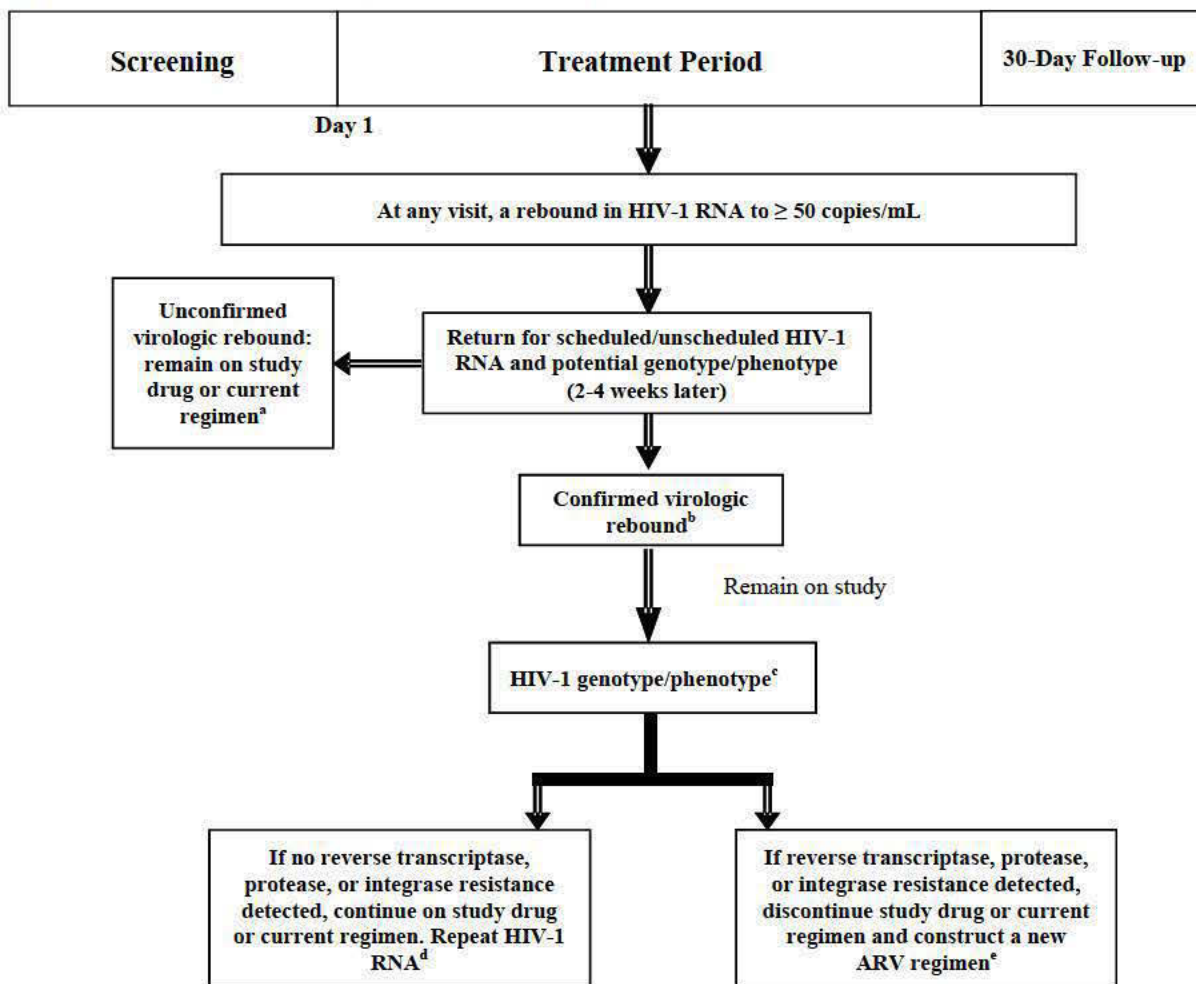 Screening
Treatment Period
30-Day Follow-up
Day 1
At any visit, a rebound in HIV-1 RNA to ≥ 50 copies/mL
Unconfirmed
virologic rebound:
remain on study
drug or current
regimenᵃ
Return for scheduled/unscheduled HIV-1
RNA and potential genotype/phenotype
(2-4 weeks later)
Confirmed virologic
reboundᵇ
Remain on study
HIV-1 genotype/phenotypeᶜ
If no reverse transcriptase,
protease, or integrase resistance
detected, continue on study drug
or current regimen. Repeat HIV-1
RNAᵈ
If reverse transcriptase, protease,
or integrase resistance detected,
discontinue study drug or current
regimen and construct a new
ARV regimenᵉ